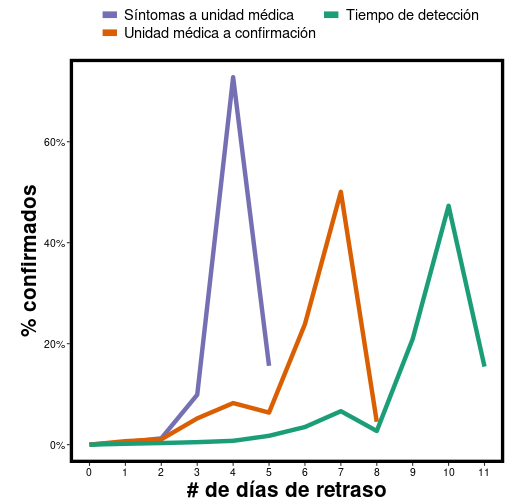 Síntomas a unidad médica Tiempo de detección
Unidad médica a confirmación
% confirmados
60%
40%
20%
0%
0 1 2 3 4 5 6 7 8 9 10 11
# de días de retraso